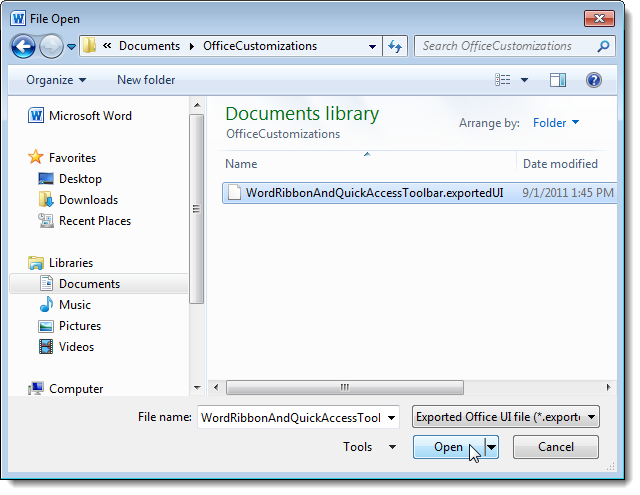 File Open
« Documents OfficeCustomizations Search OfficeCustomizations
Organize New folder
Microsoft Word
Favorites
Desktop
Downloads
Recent Places
Libraries
Documents
Music
Pictures
Videos
Computer
Documents library
OfficeCustomizations
Arrange by: Folder
Name Date modified
WordRibbonAndQuickAccessToolbar.exportedUI 9/1/2011 1:45 PM
File name: WordRibbonAndQuickAccessTool Exported Office UI file (*.exporte
Tools Open Cancel